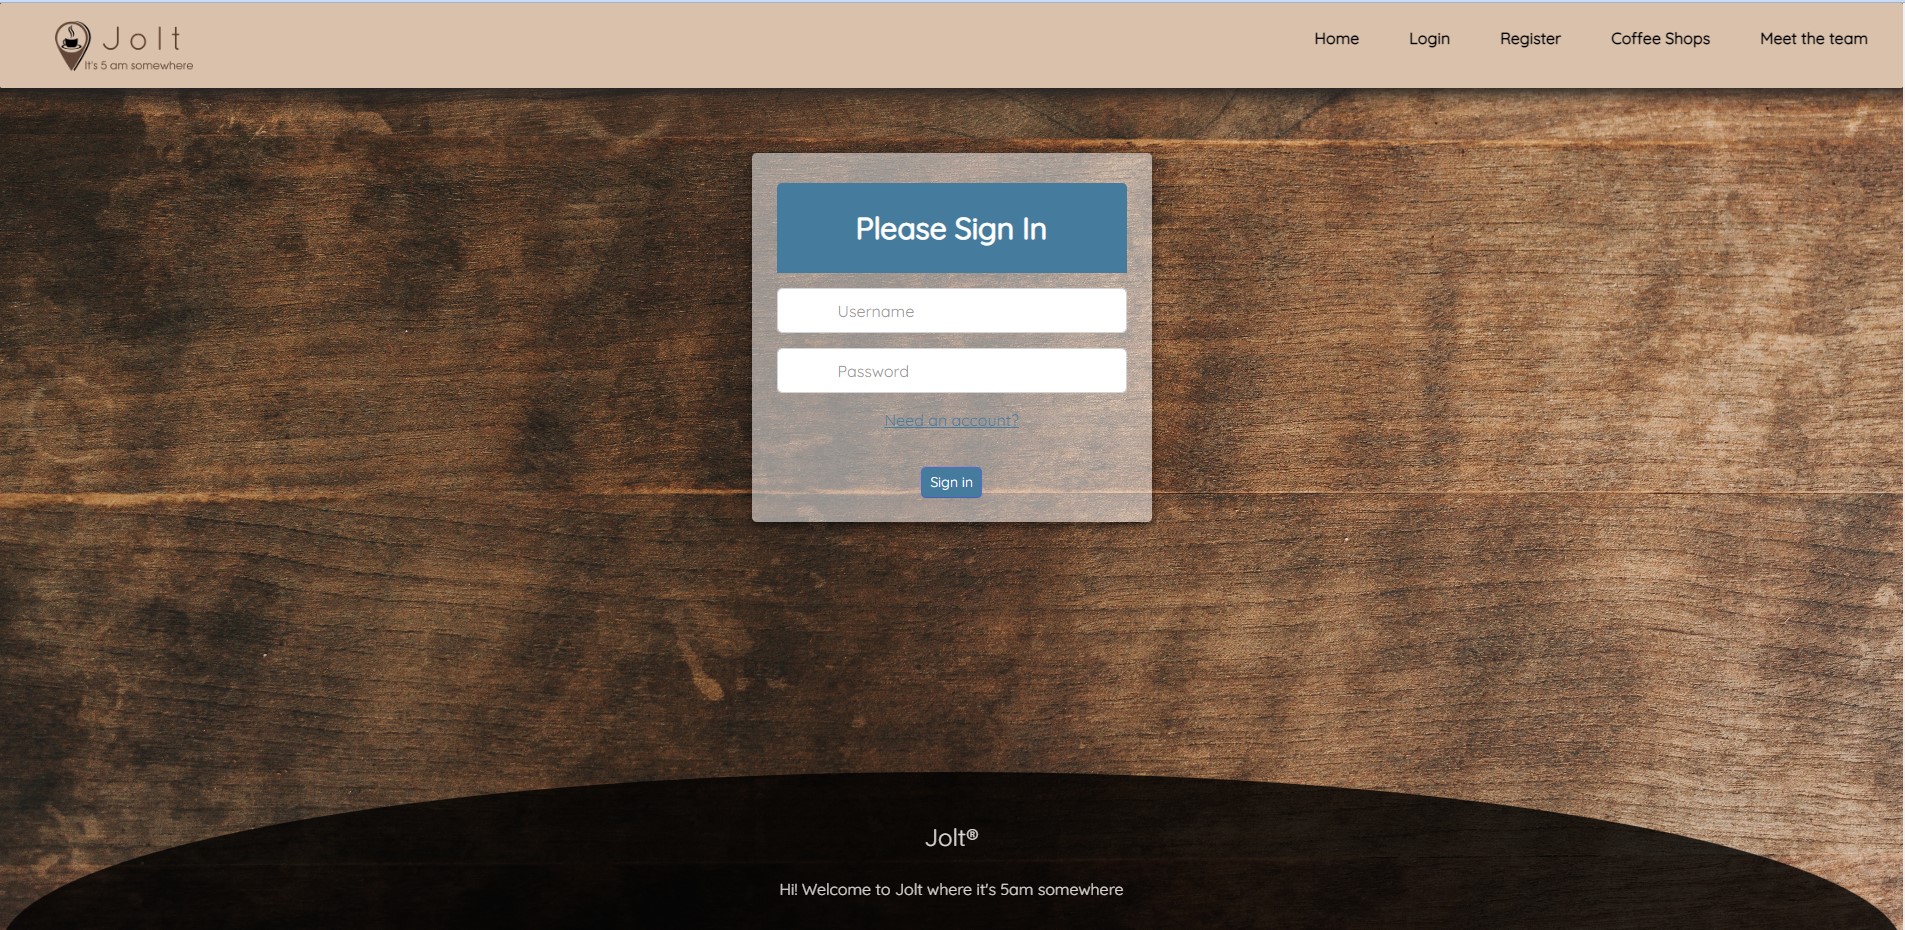 Jolt
It's 5 am somewhere
Home
Login
Register
Coffee Shops
Meet the team
Please Sign In
Username
Password
Need an account?
Sign in
Jolt®
Hi! Welcome to Jolt where it's 5am somewhere